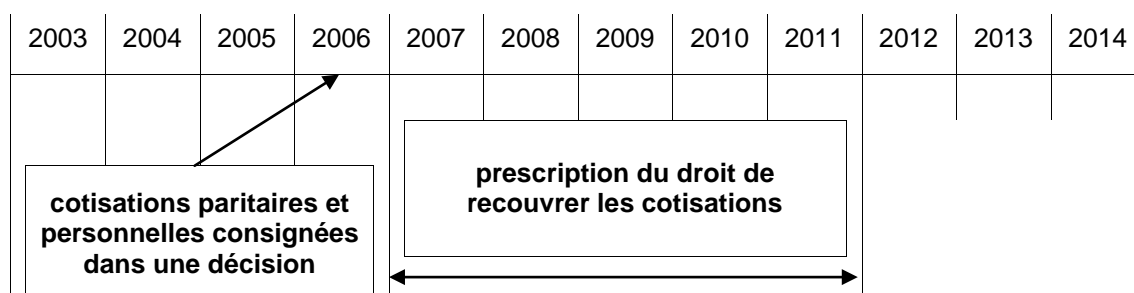 2003 2004 2005 2006 2007 2008 2009 2010 2011 2012 2013 2014
cotisations paritaires et
personnelles consignées
dans une décision
prescription du droit de
recouvrer les cotisations